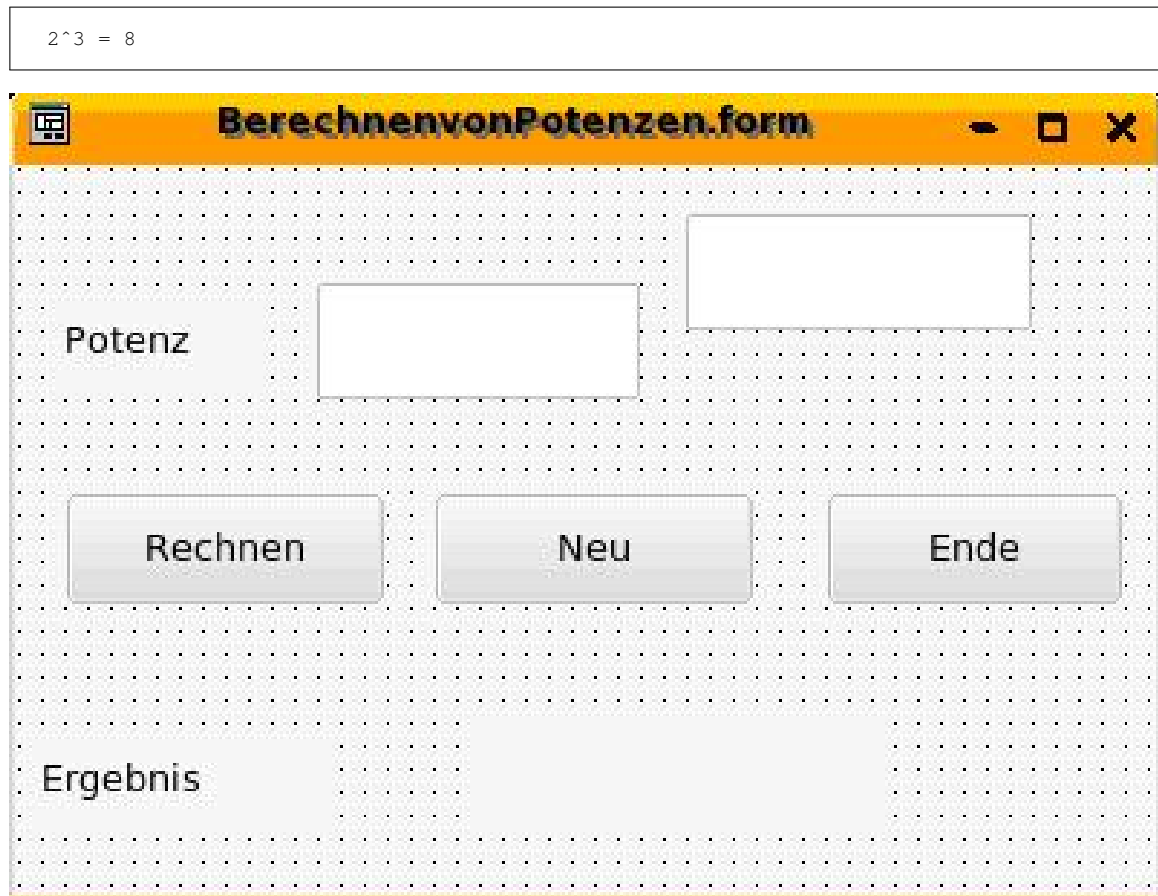 2^3 = 8
BerechnenvonPotenzen.form
Potenz
Rechnen Neu Ende
Ergebnis